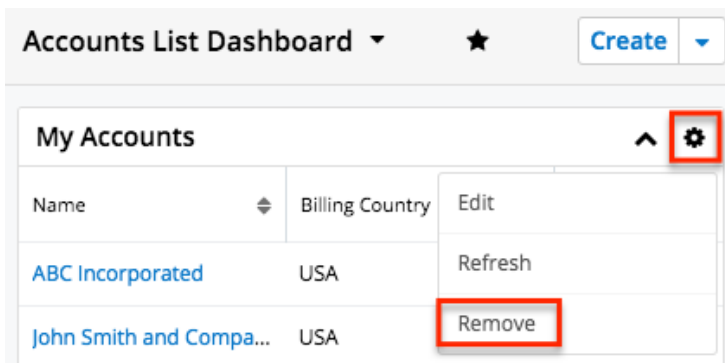 Accounts List Dashboard
Create
My Accounts
Name
Billing Country
Edit
ABC Incorporated
USA
Refresh
John Smith and Compa...
USA
Remove